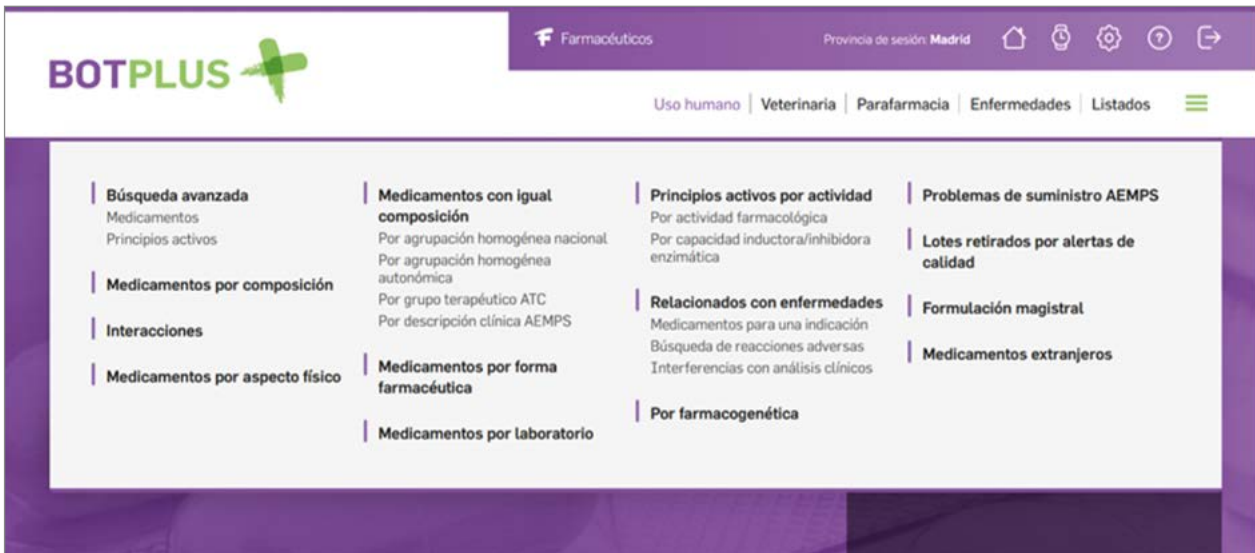 BOTPLUS
Farmacéuticos
Provincia de sesión: Madrid
?
Uso humano
Veterinaria
Parafarmacia
Enfermedades
Listados
Búsqueda avanzada
Medicamentos
Principios activos
Medicamentos por composición
Interacciones
Medicamentos por aspecto físico
Medicamentos con igual
composición
Por agrupación homogénea nacional
Por agrupación homogénea
autonómica
Por grupo terapéutico ATC
Por descripción clínica AEMPS
Medicamentos por forma
farmacéutica
Medicamentos por laboratorio
Principios activos por actividad
Por actividad farmacológica
Por capacidad inductora/inhibidora
enzimática
Relacionados con enfermedades
Medicamentos para una indicación
Búsqueda de reacciones adversas
Interferencias con análisis clínicos
Por farmacogenética
Problemas de suministro AEMPS
Lotes retirados por alertas de
calidad
Formulación magistral
Medicamentos extranjeros